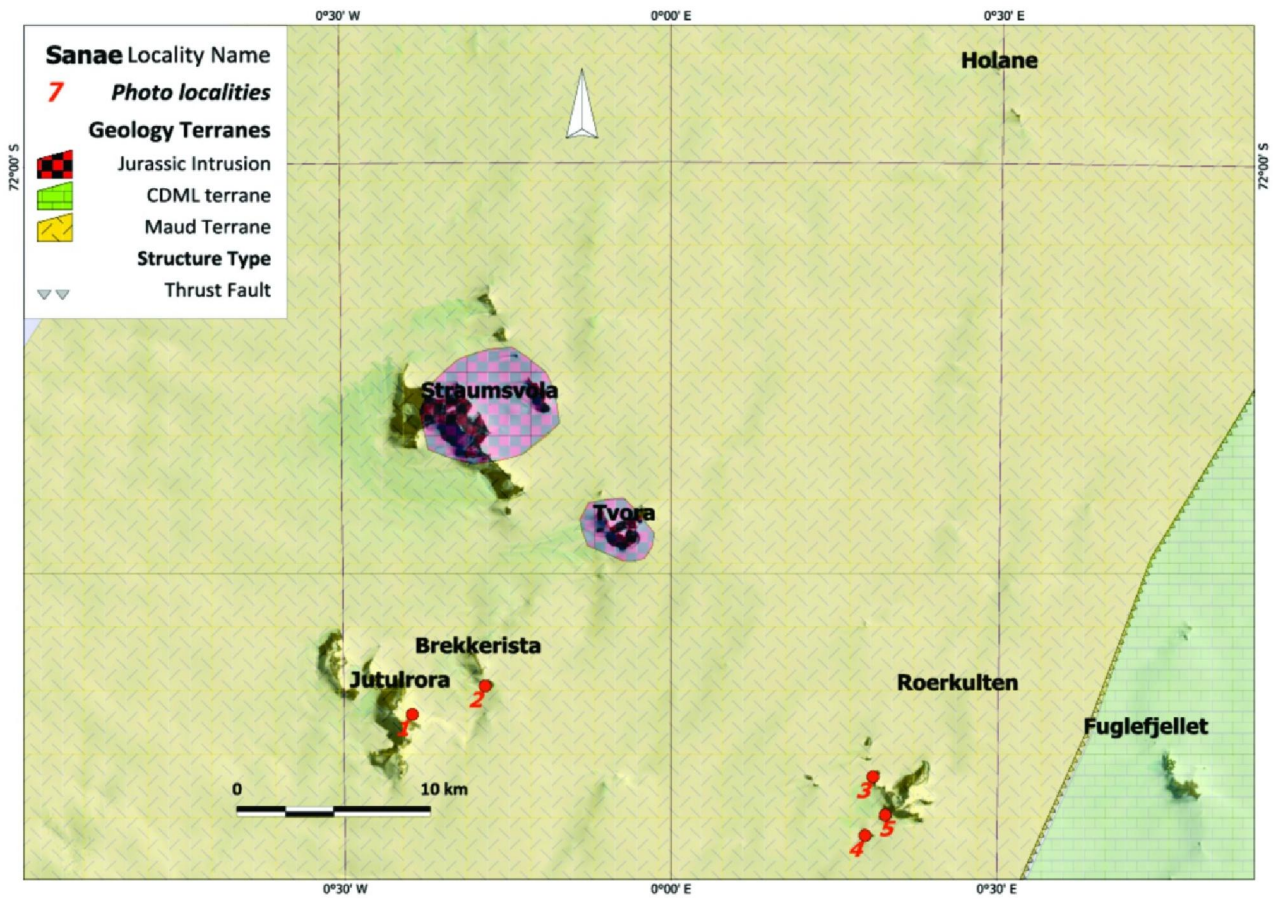 0°30' W
0°00' E
0°30' E
Sanae Locality Name
7 Photo localities
Geology Terranes
Jurassic Intrusion
CDML terrane
Maud Terrane
Structure Type
Thrust Fault
Holane
72°00' S
72°00' S
Straumsvola
Tvora
Brekkerista
Jutulrora
2
1
Roerkulten
Fuglefjellet
0
10 km
3
5
4
0°30' W
0°00' E
0°30' E